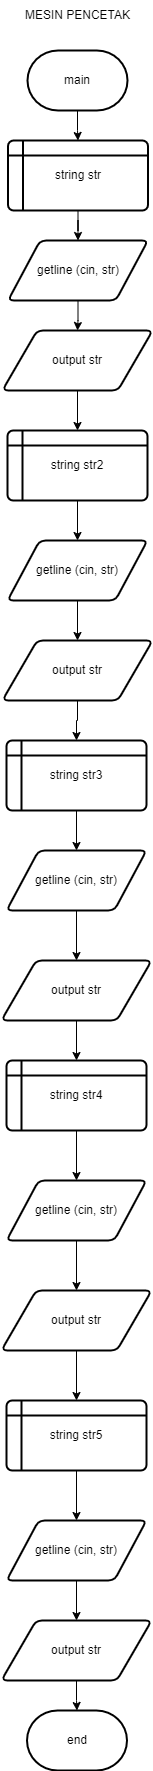 MESIN PENCETAK
main
string str
getline (cin, str)
output str
string str2
getline (cin, str)
output str
string str3
getline (cin, str)
output str
string str4
getline (cin, str)
output str
string str5
getline (cin, str)
output str
end